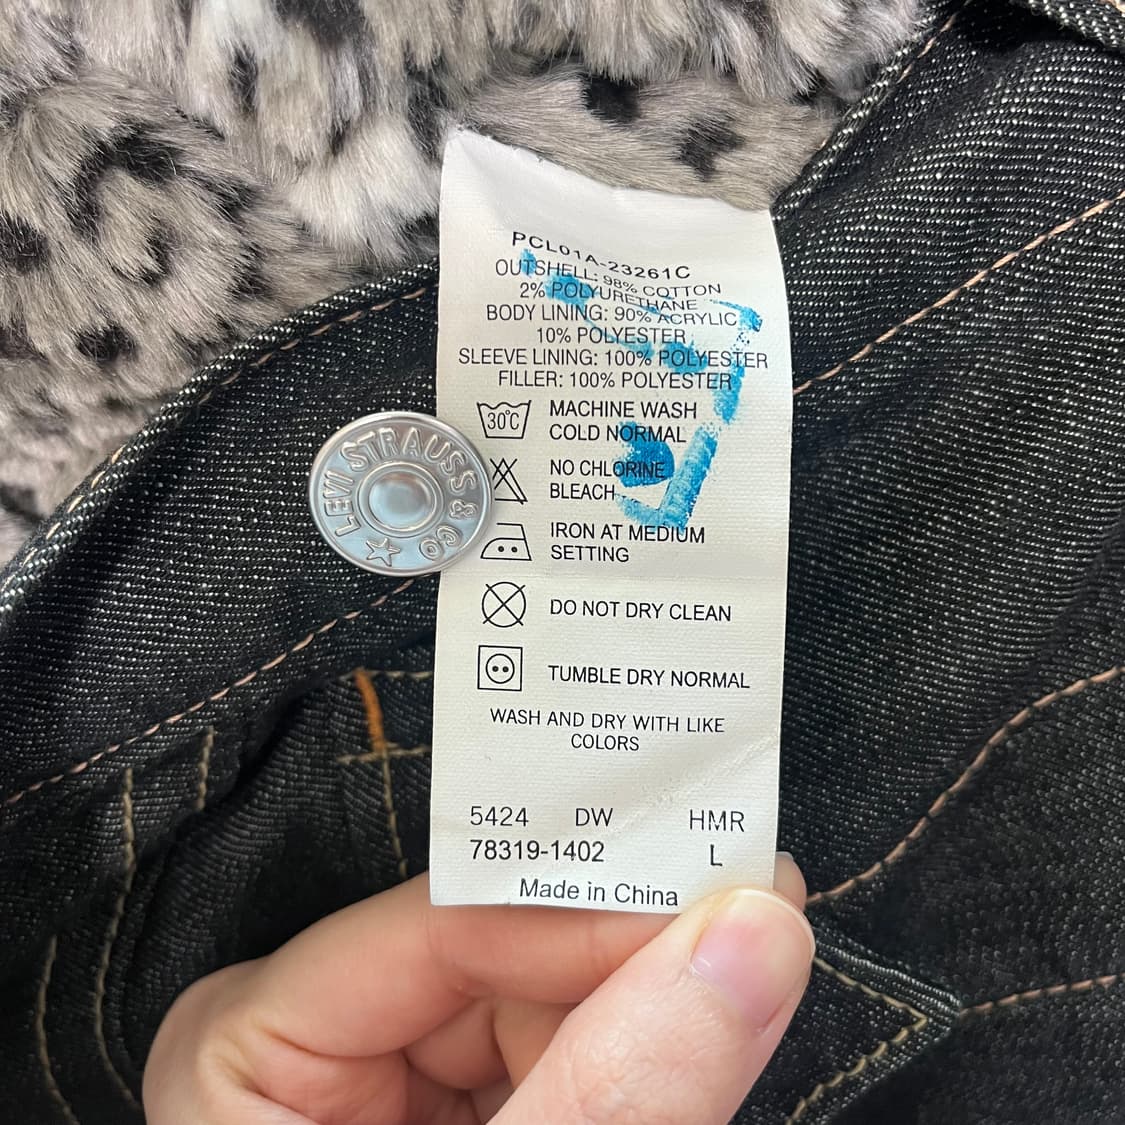 PCL01A-23261C
OUTSHELL: 98% COTTON
2% POLYURETHANE
BODY LINING: 90% ACRYLIC
10% POLYESTER
SLEEVE LINING: 100% POLYESTER
FILLER: 100% POLYESTER
30°C
MACHINE WASH
COLD NORMAL
NO CHLORINE
BLEACH
IRON AT MEDIUM
SETTING
DO NOT DRY CLEAN
TUMBLE DRY NORMAL
WASH AND DRY WITH LIKE
COLORS
5424 DW HMR
78319-1402 L
Made in China
LEVI STRAUSS & CO